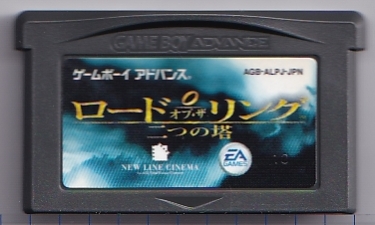 GAME BOY ADVANCE
ゲームボーイ アドバンス
AGB-ALPJ-JPN
ロード オブ・ザ リング
二つの塔
NEW LINE CINEMA
EA
GAMES